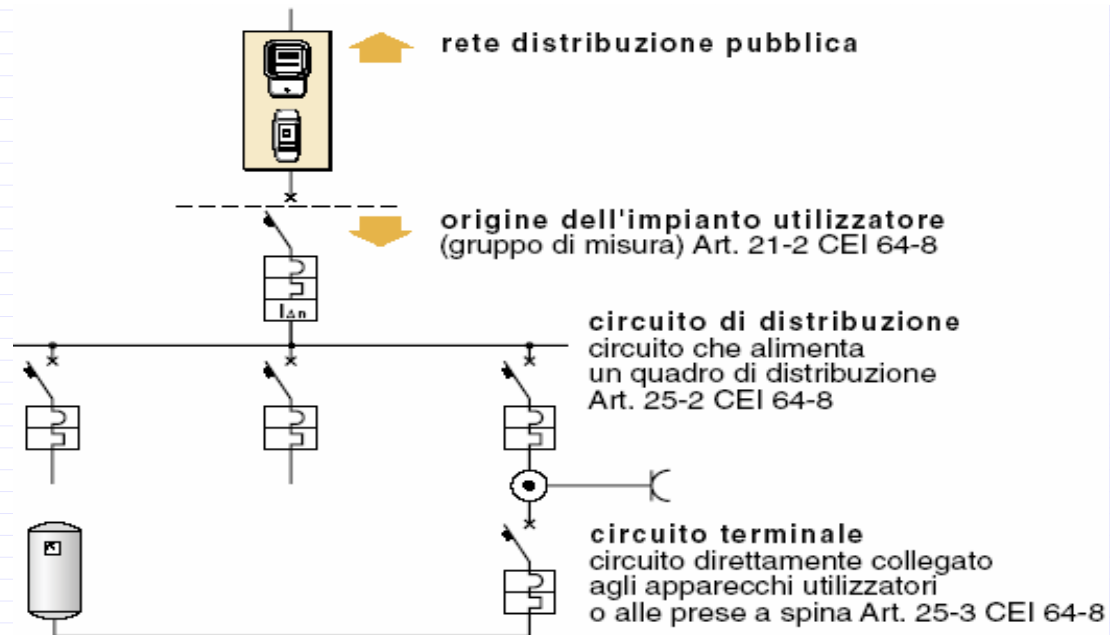 rete distribuzione pubblica
origine dell'impianto utilizzatore
(gruppo di misura) Art. 21-2 CEI 64-8
I∆n
circuito di distribuzione
circuito che alimenta
un quadro di distribuzione
Art. 25-2 CEI 64-8
circuito terminale
circuito direttamente collegato
agli apparecchi utilizzatori
o alle prese a spina Art. 25-3 CEI 64-8